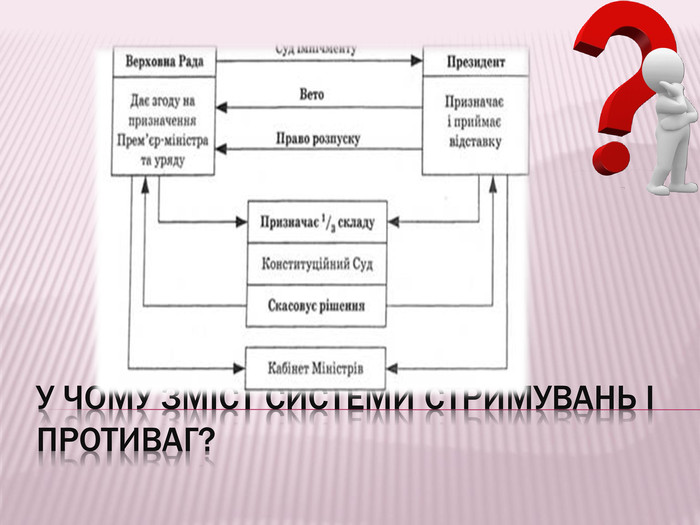 Суд імпічменту
Верховна Рада
Президент
Дає згоду на
призначення
Прем’єр-міністра
та уряду
Вето
Право розпуску
Призначає
і приймає
відставку
Призначає 1/3 складу
Конституційний Суд
Скасовує рішення
Кабінет Міністрів
У ЧОМУ ЗМІСТ СИСТЕМИ СТРИМУВАНЬ І
ПРОТИВАГ?